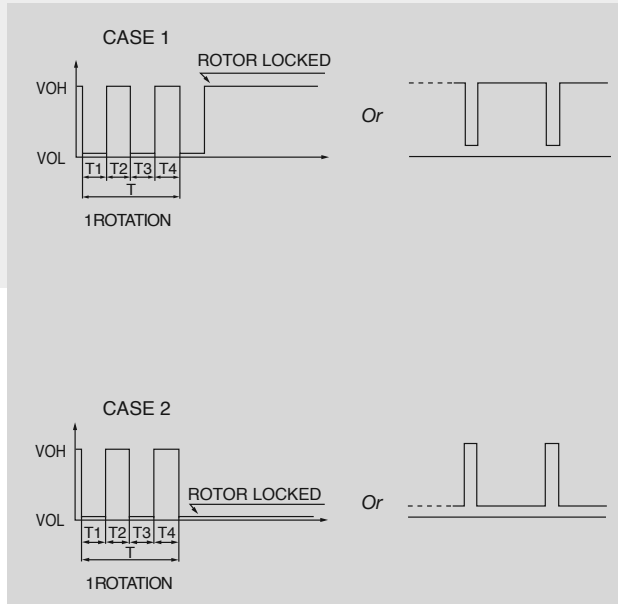 CASE 1
ROTOR LOCKED
VOH
Or
VOL
T1 T2 T3 T4
T
1ROTATION
CASE 2
VOH
ROTOR LOCKED
Or
VOL
T1 T2 T3 T4
T
1ROTATION